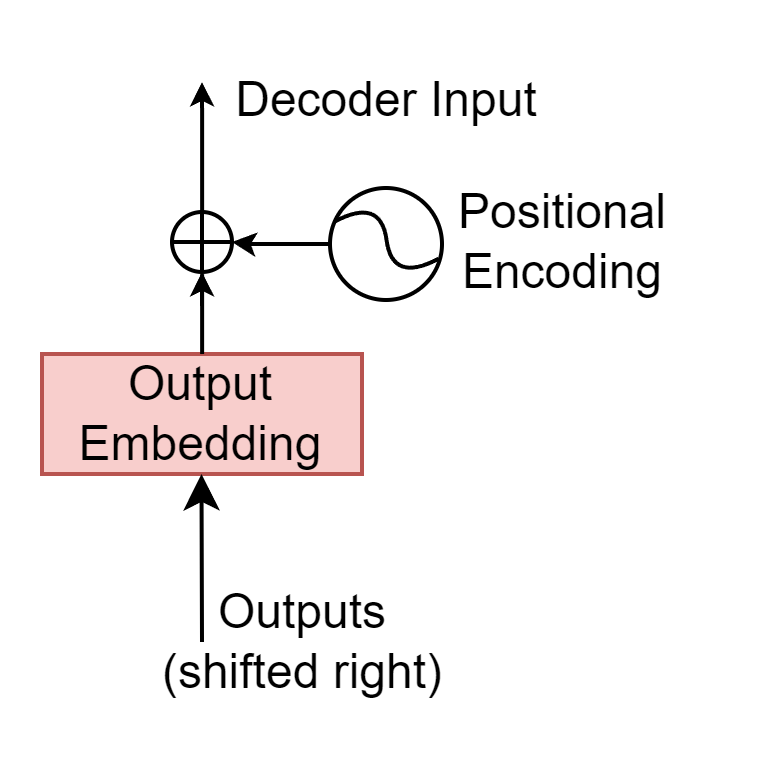 Decoder Input
Positional
Encoding
Output
Embedding
Outputs
(shifted right)